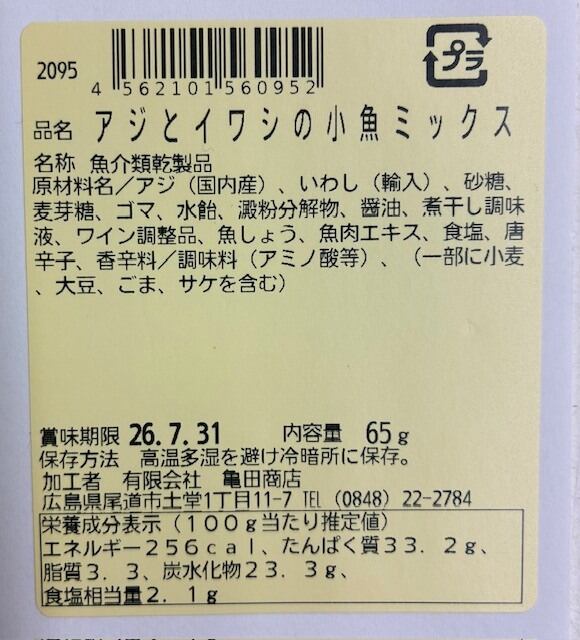 2095
4 562101 560952
プラ
品名 アジとイワシの小魚ミックス
名称 魚介類乾製品
原材料名／アジ（国内産）、いわし（輸入）、砂糖、
麦芽糖、ゴマ、水飴、澱粉分解物、醤油、煮干し調味
液、ワイン調整品、魚しょう、魚肉エキス、食塩、唐
辛子、香辛料／調味料（アミノ酸等）、（一部に小麦
、大豆、ごま、サケを含む）
賞味期限 26.7.31 内容量 65g
保存方法 高温多湿を避け冷暗所に保存。
加工者 有限会社 亀田商店
広島県尾道市土堂1丁目11-7 TEL (0848) 22-2784
栄養成分表示（100g当たり推定値）
エネルギー256cal、たんぱく質33.2g、
脂質3.3、炭水化物23.3g、
食塩相当量2.1g